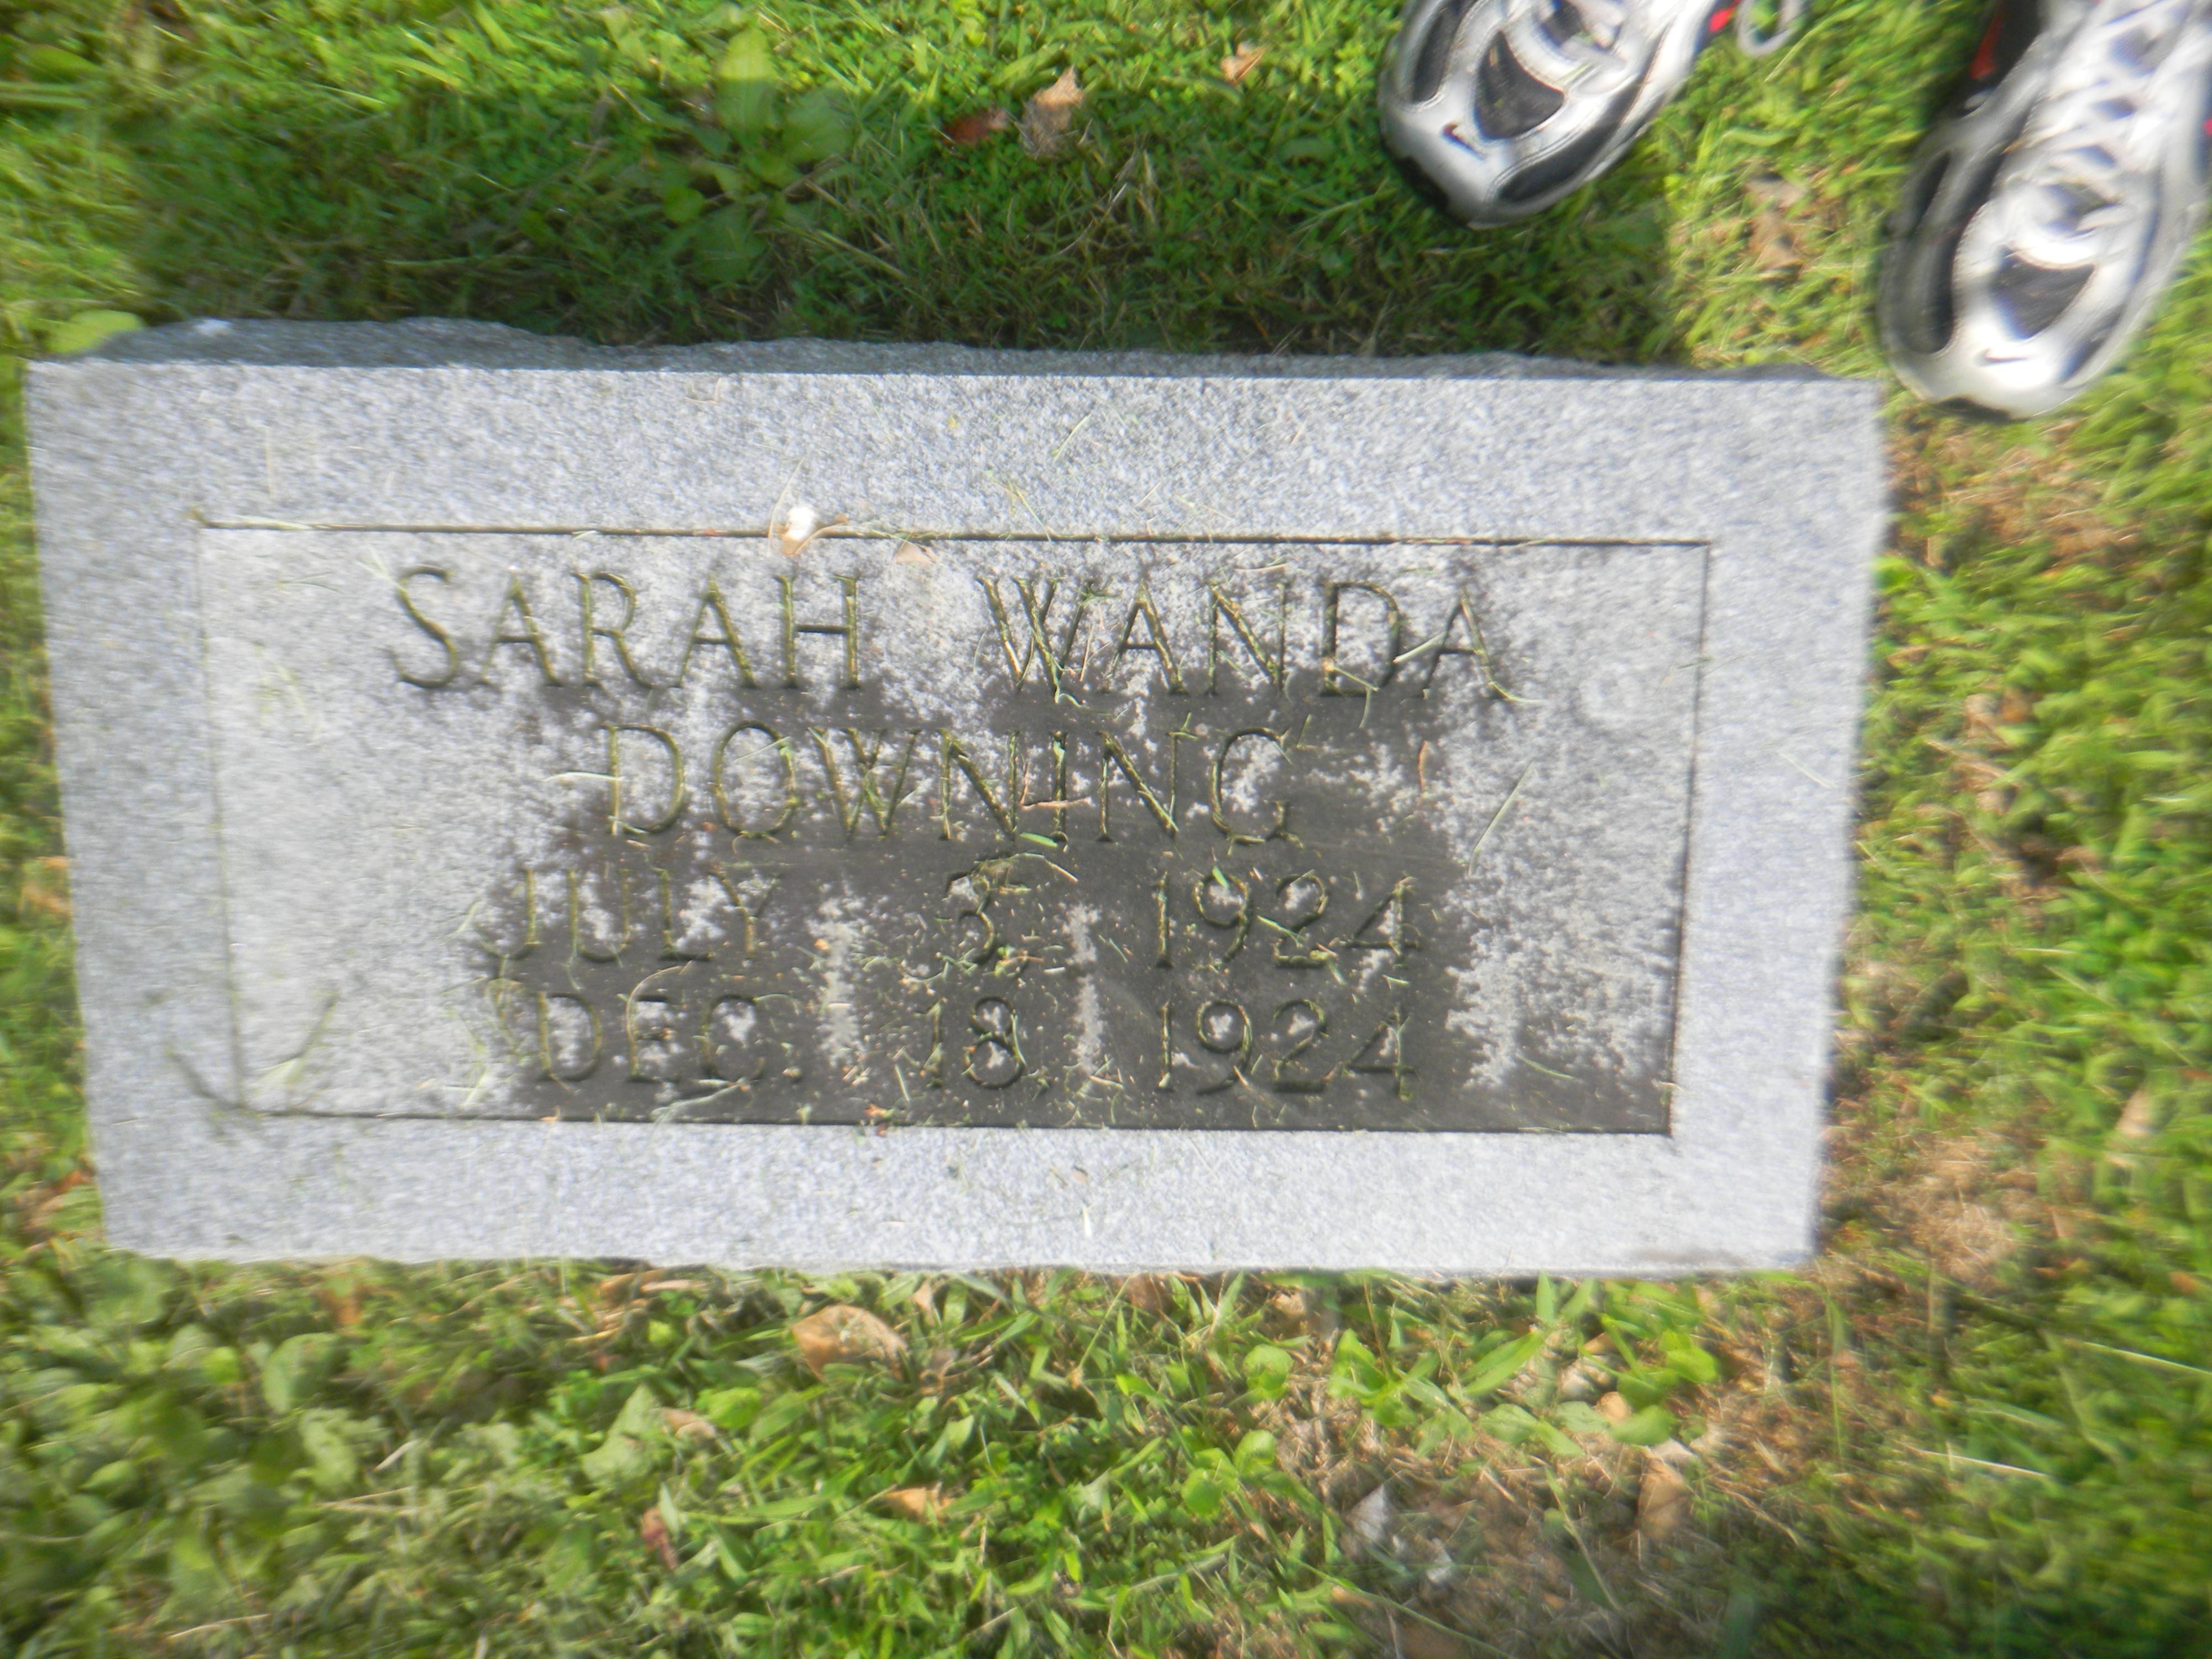 SARAH WANDA
DOWNING
JULY 3, 1924
DEC. 18, 1924